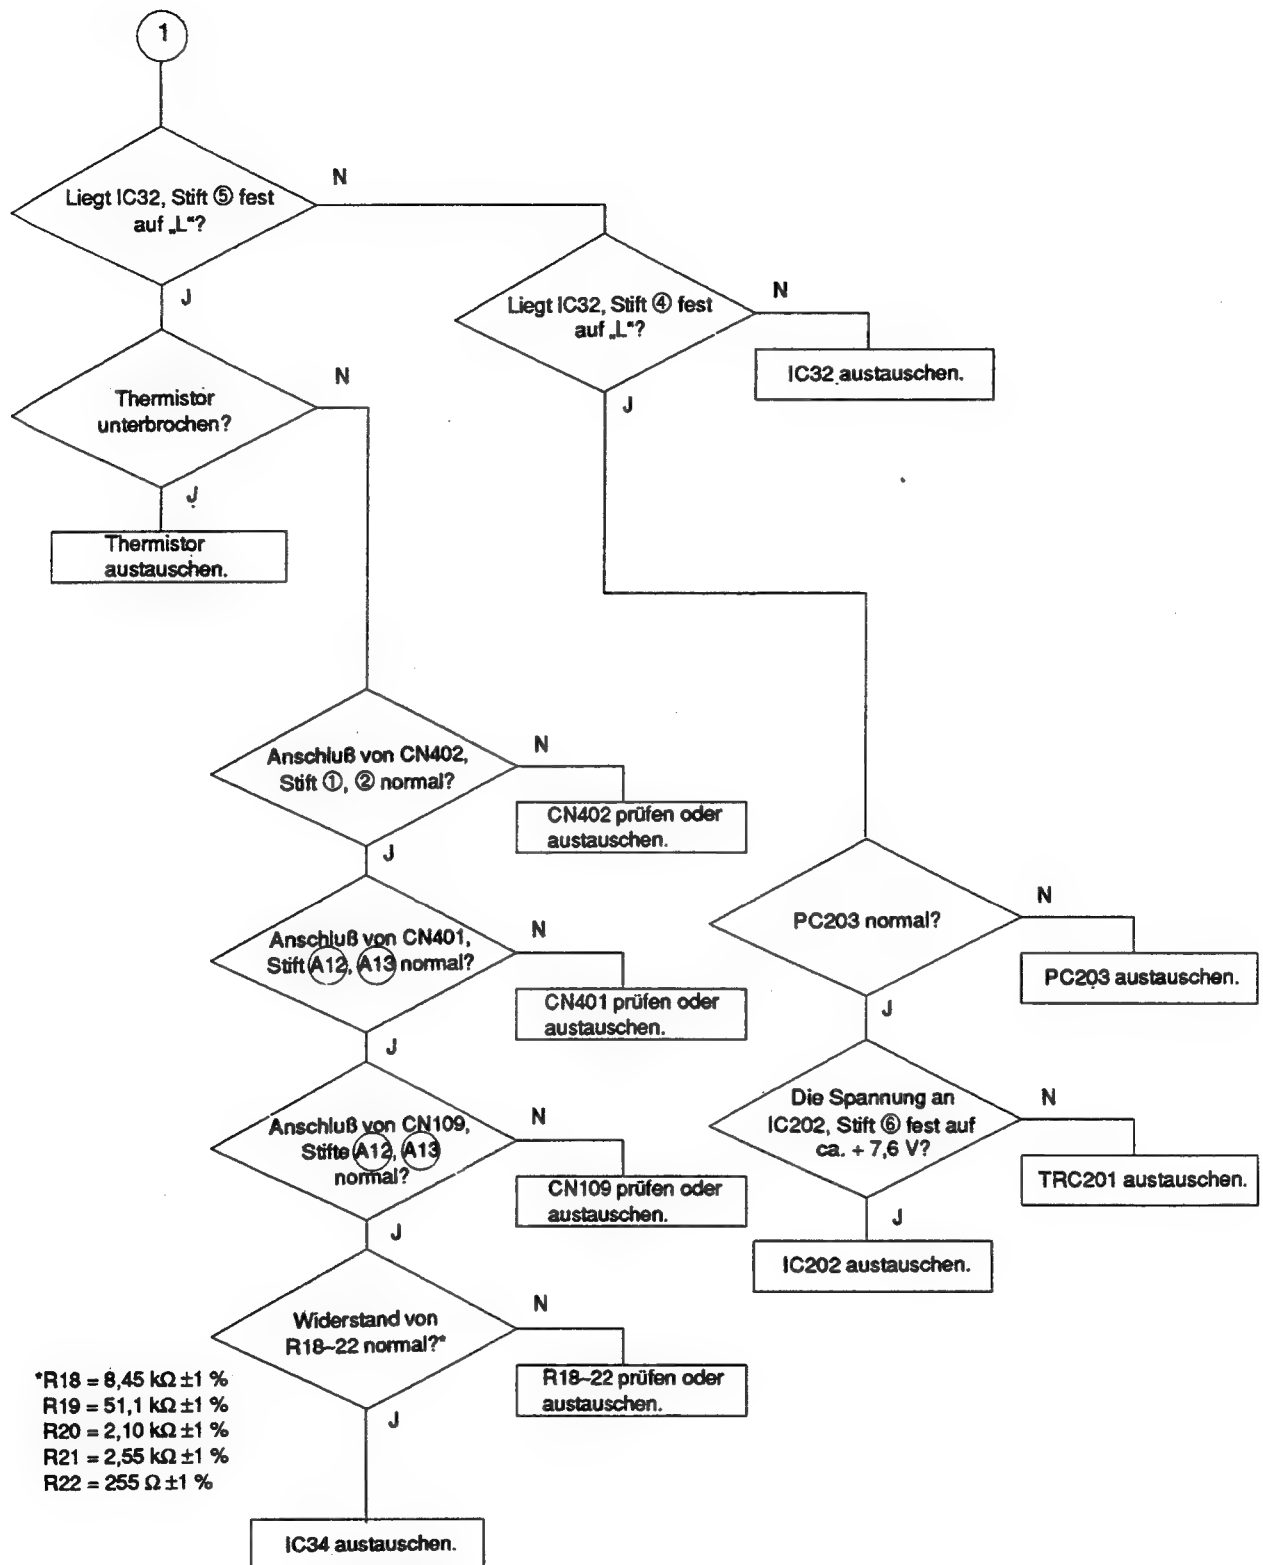 1
Liegt IC32, Stift ⑤ fest
auf „L“?
N
J
Liegt IC32, Stift ④ fest
auf „L“?
N
IC32 austauschen.
J
Thermistor
unterbrochen?
N
J
Thermistor
austauschen.
Anschluß von CN402,
Stift ①, ② normal?
N
CN402 prüfen oder
austauschen.
J
Anschluß von CN401,
Stift A12, A13 normal?
N
CN401 prüfen oder
austauschen.
J
Anschluß von CN109,
Stifte A12, A13
normal?
N
CN109 prüfen oder
austauschen.
J
Widerstand von
R18~22 normal?*
N
R18~22 prüfen oder
austauschen.
J
IC34 austauschen.
PC203 normal?
N
PC203 austauschen.
J
Die Spannung an
IC202, Stift ⑥ fest auf
ca. + 7,6 V?
N
TRC201 austauschen.
J
IC202 austauschen.
*R18 = 8,45 kΩ ±1 %
R19 = 51,1 kΩ ±1 %
R20 = 2,10 kΩ ±1 %
R21 = 2,55 kΩ ±1 %
R22 = 255 Ω ±1 %